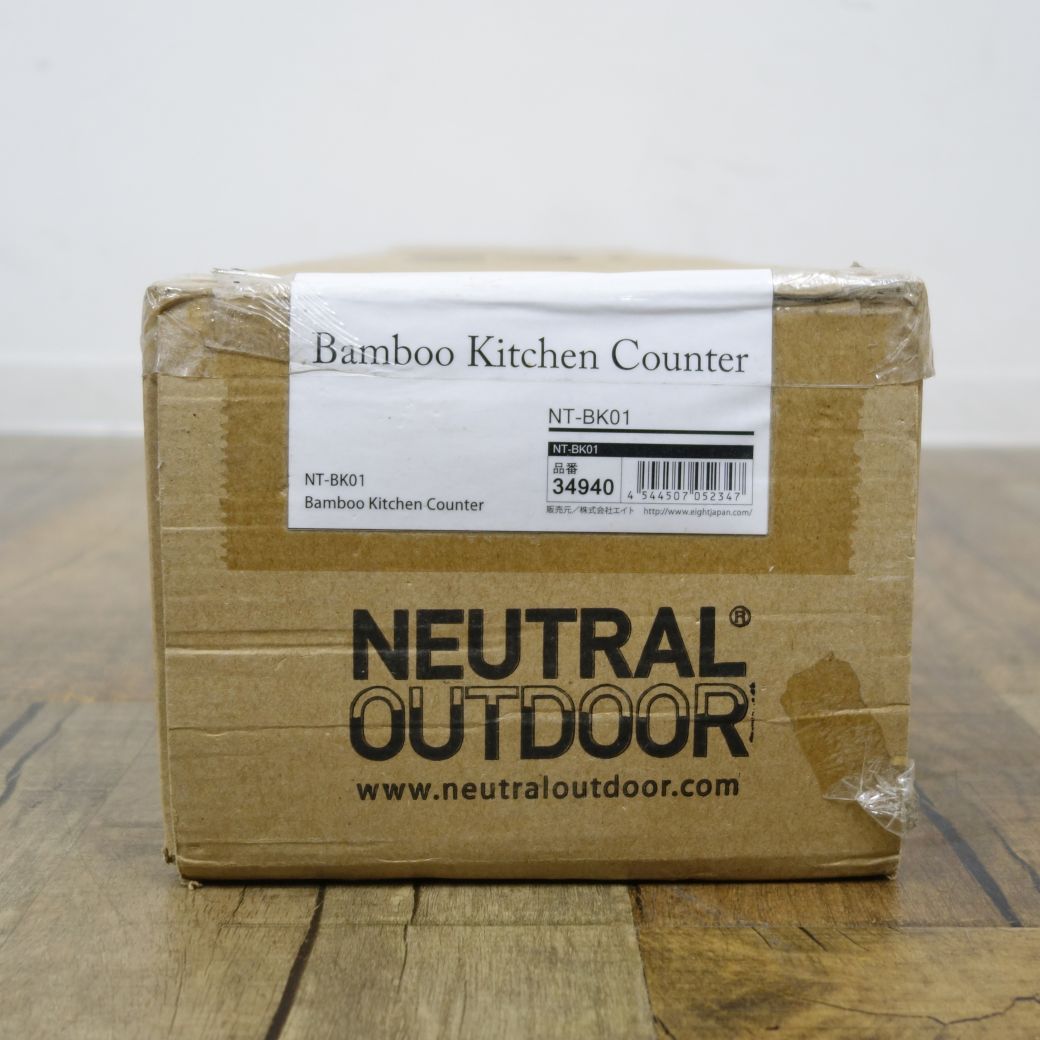 Bamboo Kitchen Counter
NT-BK01
NT-BK01
品番
34940
4 544507 052347
販売元／株式会社エイト http://www.eightjapan.com/
NT-BK01
Bamboo Kitchen Counter
NEUTRAL®
OUTDOOR
www.neutraloutdoor.com